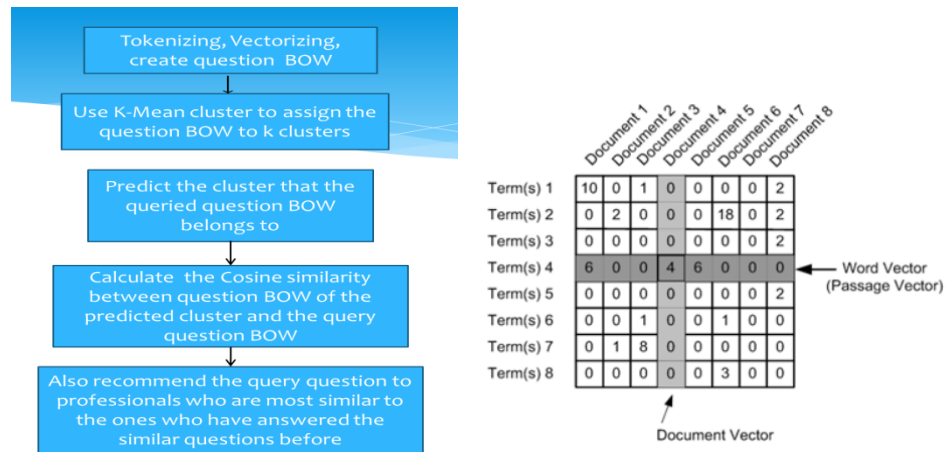 Tokenizing, Vectorizing,
create question BOW
Use K-Mean cluster to assign the
question BOW to k clusters
Predict the cluster that the
queried question BOW
belongs to
Calculate the Cosine similarity
between question BOW of the
predicted cluster and the query
question BOW
Also recommend the query question to
professionals who are most similar to
the ones who have answered the
similar questions before
Document 1
Document 2
Document 3
Document 4
Document 5
Document 6
Document 7
Document 8
Term(s) 1 10 0 1 0 0 0 0 2
Term(s) 2 0 2 0 0 0 18 0 2
Term(s) 3 0 0 0 0 0 0 0 2
Term(s) 4 6 0 0 4 6 0 0 0
Word Vector
(Passage Vector)
Term(s) 5 0 0 0 0 0 0 0 2
Term(s) 6 0 0 1 0 0 1 0 0
Term(s) 7 0 1 8 0 0 0 0 0
Term(s) 8 0 0 0 0 0 3 0 0
Document Vector